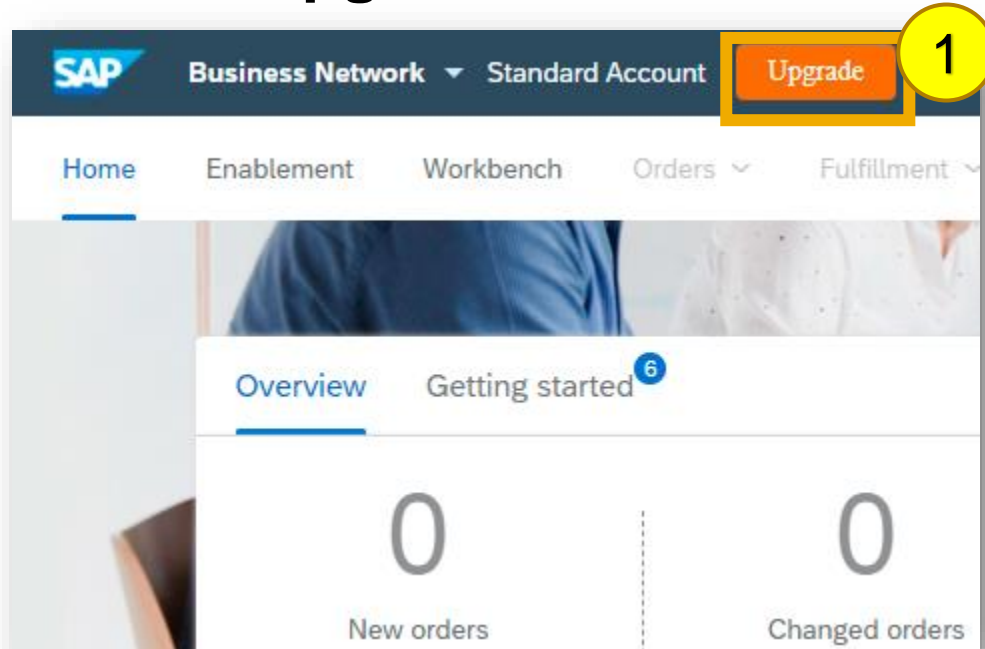 SAP Business Network Standard Account Upgrade 1
Home Enablement Workbench Orders Fulfillment
Overview Getting started 6
0 0
New orders Changed orders